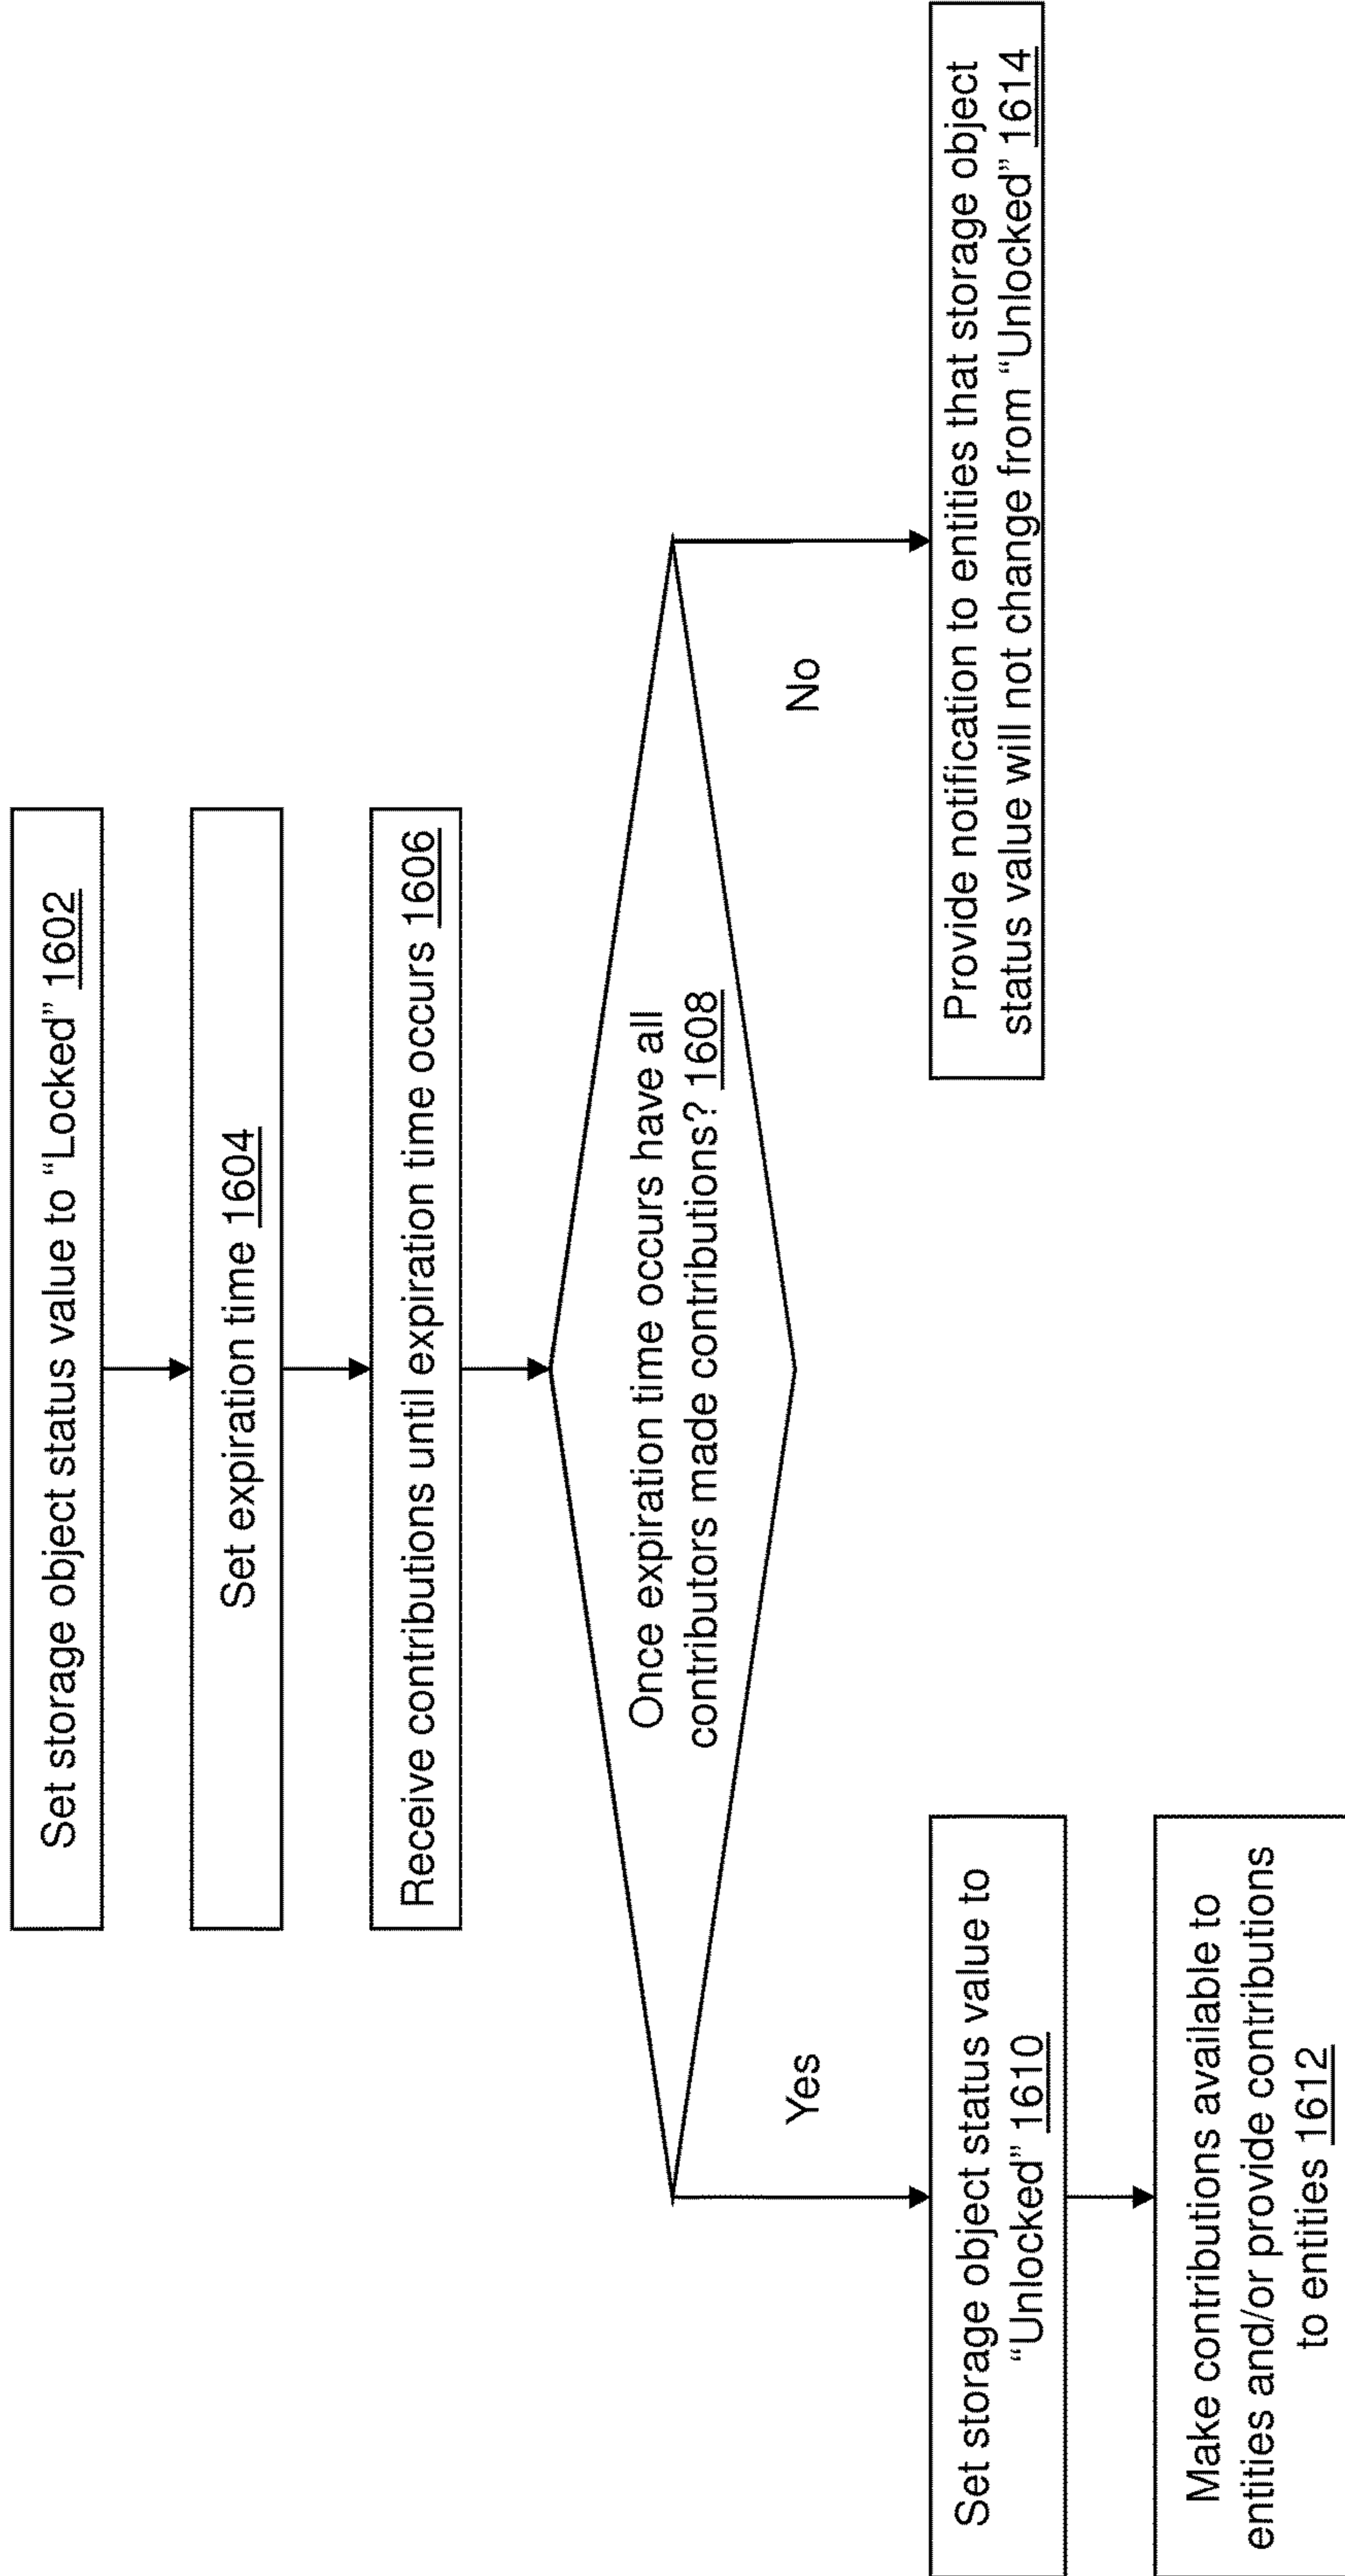 Set storage object status value to “Locked” 1602
Set expiration time 1604
Receive contributions until expiration time occurs 1606
Once expiration time occurs have all
contributors made contributions? 1608
Yes
No
Set storage object status value to
“Unlocked” 1610
Make contributions available to
entities and/or provide contributions
to entities 1612
Provide notification to entities that storage object
status value will not change from “Unlocked” 1614